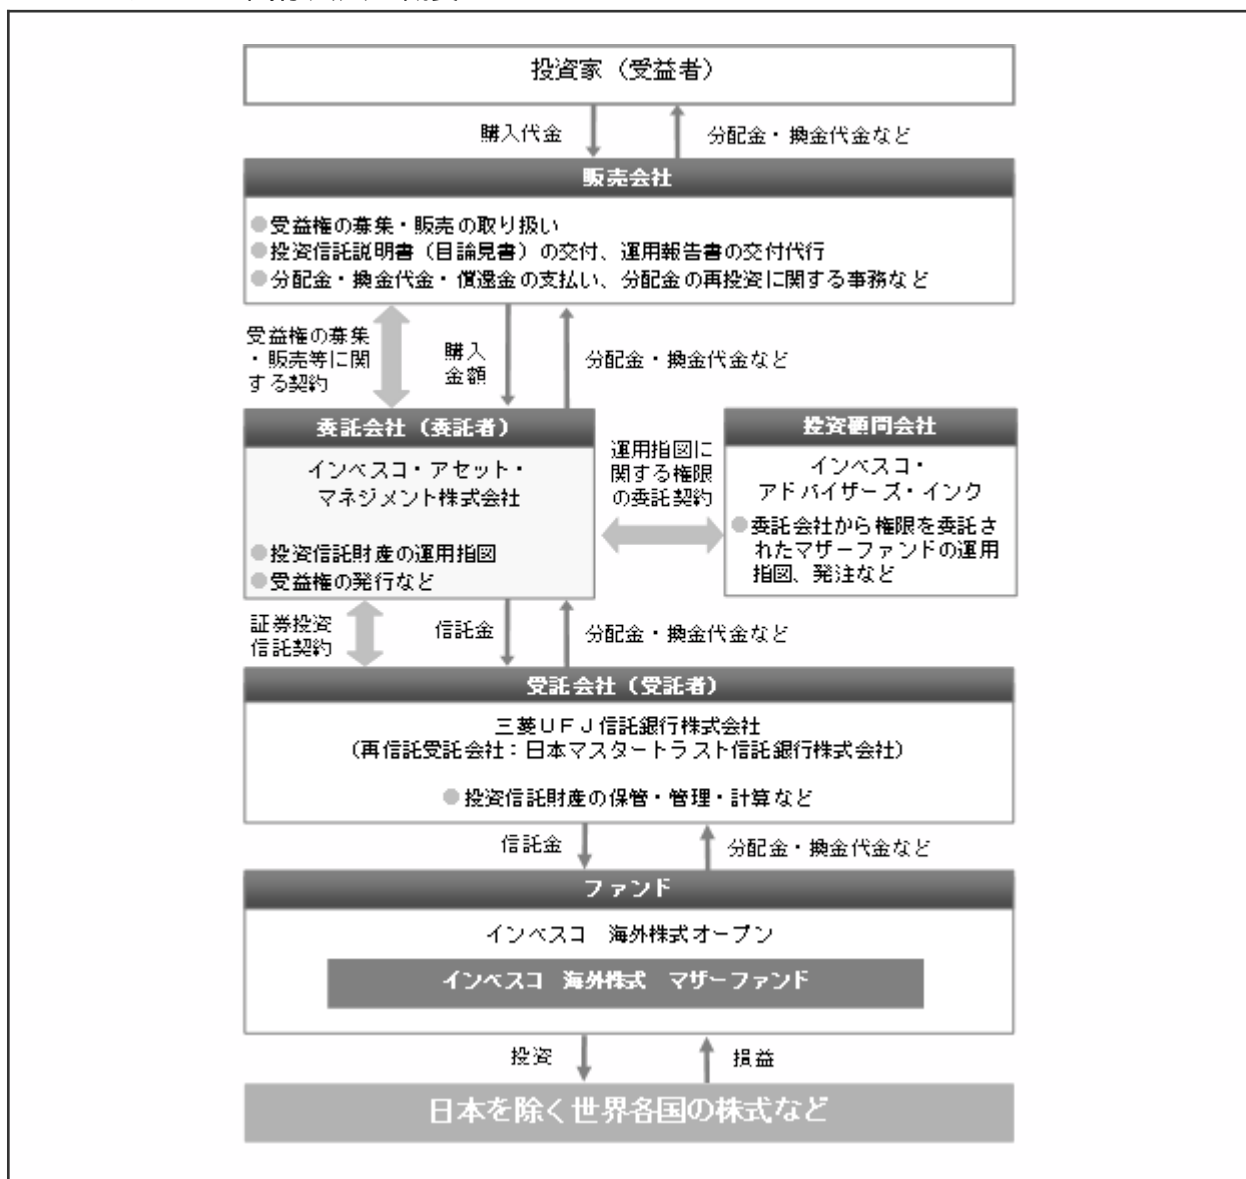 投資家（受益者）
購入代金
分配金・換金代金など
販売会社
●受益権の募集・販売の取り扱い
●投資信託説明書（目論見書）の交付、運用報告書の交付代行
●分配金・換金代金・償還金の支払い、分配金の再投資に関する事務など
受益権の募集
・販売等に関
する契約
購入
金額
分配金・換金代金など
委託会社（委託者）
インベスコ・アセット・
マネジメント株式会社
●投資信託財産の運用指図
●受益権の発行など
運用指図に
関する権限
の委託契約
投資顧問会社
インベスコ・
アドバイザーズ・インク
●委託会社から権限を委託さ
れたマザーファンドの運用
指図、発注など
証券投資
信託契約
信託金
分配金・換金代金など
受託会社（受託者）
三菱ＵＦＪ信託銀行株式会社
（再信託受託会社：日本マスタートラスト信託銀行株式会社）
●投資信託財産の保管・管理・計算など
信託金
分配金・換金代金など
ファンド
インベスコ　海外株式オープン
インベスコ　海外株式　マザーファンド
投資
損益
日本を除く世界各国の株式など